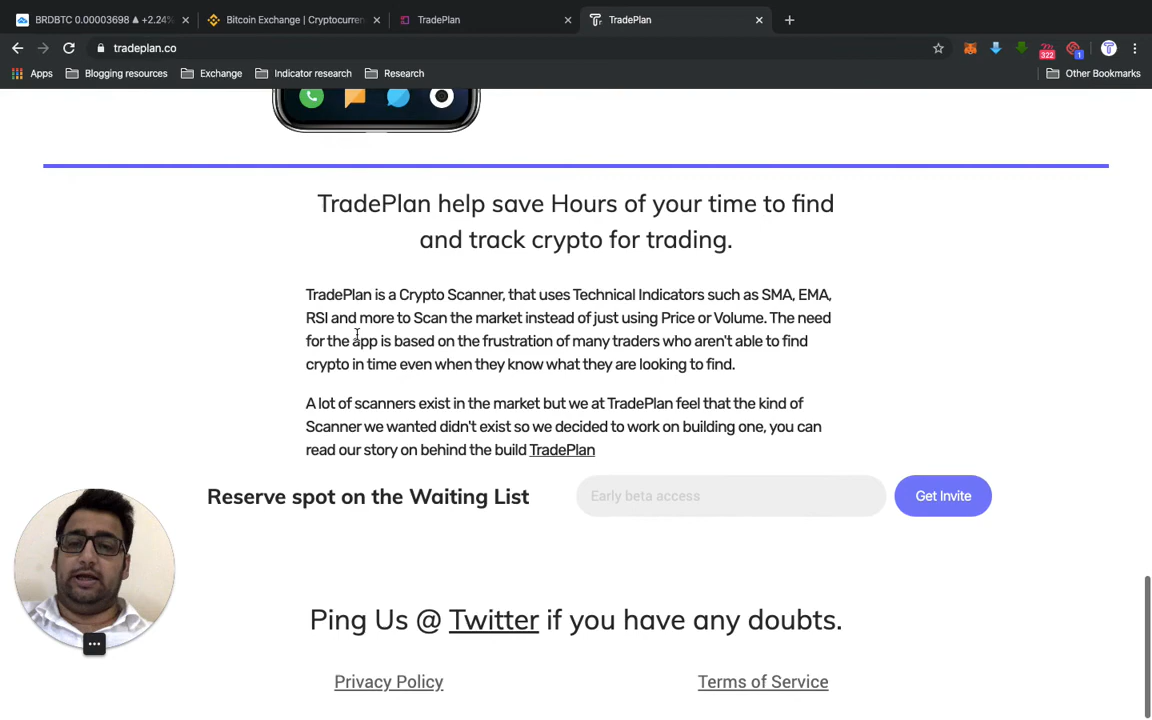 BRDBTC 0.00003698 ▲ +2.24%
Bitcoin Exchange | Cryptocurren
TradePlan
TradePlan
tradeplan.co
322
1
Apps
Blogging resources
Exchange
Indicator research
Research
Other Bookmarks
TradePlan help save Hours of your time to find
and track crypto for trading.
TradePlan is a Crypto Scanner, that uses Technical Indicators such as SMA, EMA,
RSI and more to Scan the market instead of just using Price or Volume. The need
for the app is based on the frustration of many traders who aren't able to find
crypto in time even when they know what they are looking to find.
A lot of scanners exist in the market but we at TradePlan feel that the kind of
Scanner we wanted didn't exist so we decided to work on building one, you can
read our story on behind the build TradePlan
Reserve spot on the Waiting List
Early beta access
Get Invite
Ping Us @ Twitter if you have any doubts.
Privacy Policy
Terms of Service